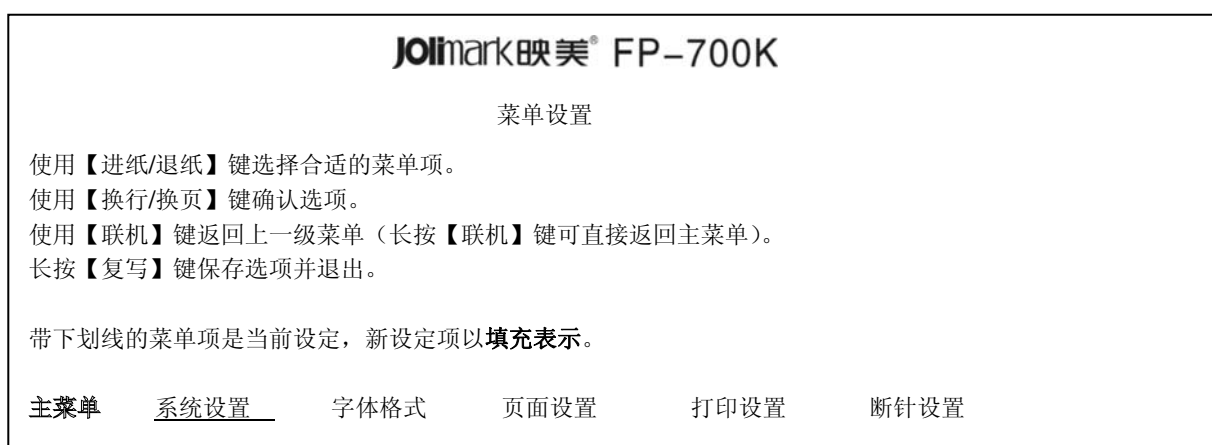 Jolimark映美® FP-700K
菜单设置
使用【进纸/退纸】键选择合适的菜单项。
使用【换行/换页】键确认选项。
使用【联机】键返回上一级菜单（长按【联机】键可直接返回主菜单）。
长按【复写】键保存选项并退出。
带下划线的菜单项是当前设定，新设定项以填充表示。
主菜单 系统设置 字体格式 页面设置 打印设置 断针设置